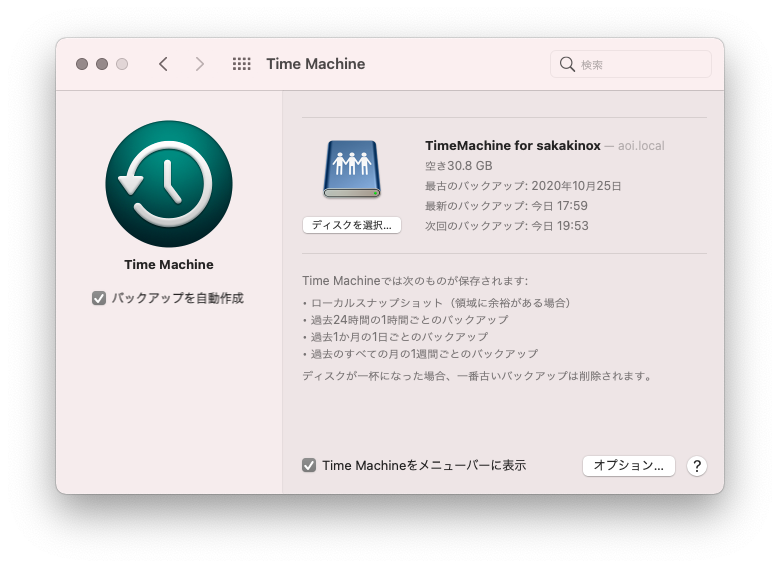 Time Machine
検索
TimeMachine for sakakinox — aoi.local
空き30.8 GB
最古のバックアップ: 2020年10月25日
最新のバックアップ: 今日 17:59
次回のバックアップ: 今日 19:53
ディスクを選択...
Time Machine
バックアップを自動作成
Time Machineでは次のものが保存されます:
• ローカルスナップショット（領域に余裕がある場合）
• 過去24時間の1時間ごとのバックアップ
• 過去1か月の1日ごとのバックアップ
• 過去のすべての月の1週間ごとのバックアップ
ディスクが一杯になった場合、一番古いバックアップは削除されます。
Time Machineをメニューバーに表示
オプション...
?